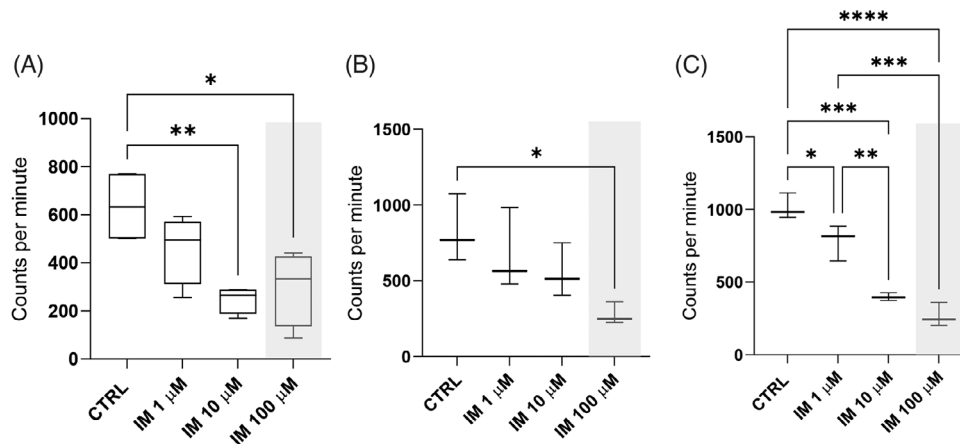 (A)
*
**
Counts per minute
1000
800
600
400
200
0
CTRL
IM 1 μM
IM 10 μM
IM 100 μM
(B)
*
Counts per minute
1500
1000
500
0
CTRL
IM 1 μM
IM 10 μM
IM 100 μM
(C)
****
***
***
*
**
Counts per minute
1500
1000
500
0
CTRL
IM 1 μM
IM 10 μM
IM 100 μM